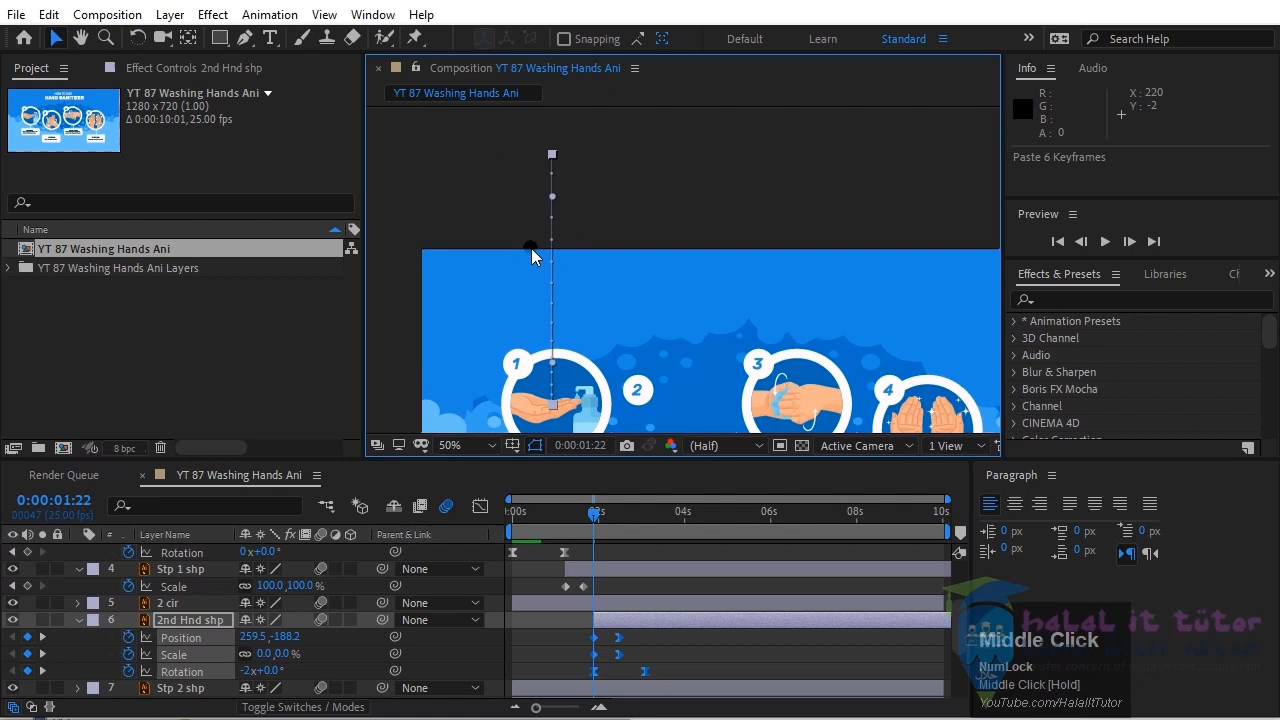 File Edit Composition Layer Effect Animation View Window Help
Snapping Default Learn Standard Search Help
Project Effect Controls 2nd Hnd shp
Composition YT 87 Washing Hands Ani
Info Audio
YT 87 Washing Hands Ani
1280 x 720 (1.00)
Δ 0:00:10:01, 25.00 fps
YT 87 Washing Hands Ani
R :
G :
B :
A : 0
X : 220
Y : -2
Paste 6 Keyframes
HAND SANITIZER
Name
YT 87 Washing Hands Ani
YT 87 Washing Hands Ani Layers
Preview
Effects & Presets Libraries
* Animation Presets
3D Channel
Audio
Blur & Sharpen
Boris FX Mocha
Channel
CINEMA 4D
Color Correction
1 2 3 4
8 bpc
50% 0:00:01:22 (Half) Active Camera 1 View
Render Queue YT 87 Washing Hands Ani
Paragraph
0:00:01:22
00047 (25.00 fps)
:00s 02s 04s 06s 08s 10s
# Layer Name Parent & Link
0 px 0 px 0 px
0 px 0 px
Rotation 0x+0.0°
4 Stp 1 shp None
Scale 100.0,100.0%
5 2 cir None
6 2nd Hnd shp None
Position 259.5,-188.2
Scale 0.0,0.0%
Rotation -2x+0.0°
7 Stp 2 shp None
Toggle Switches / Modes
halal it tutor
Middle Click
NumLock
Middle Click [Hold]
YouTube.com/HalalItTutor